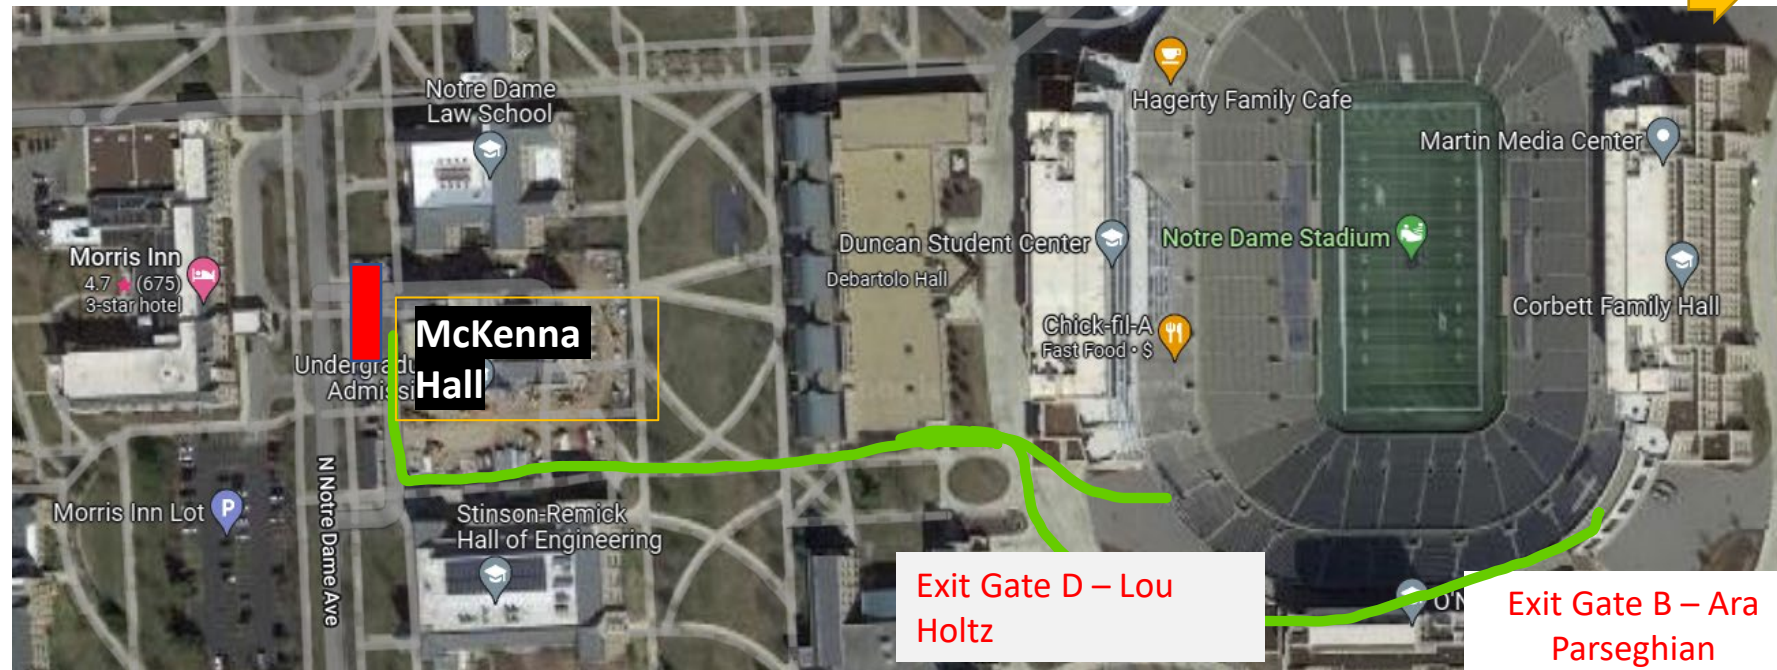 Notre Dame
Law School
Hagerty Family Cafe
Martin Media Center
Morris Inn
4.7 ★ (675)
3-star hotel
Duncan Student Center
Notre Dame Stadium
Debartolo Hall
Corbett Family Hall
McKenna
Hall
Chick-fil-A
Fast Food • $
Undergradu
Admissi
Morris Inn Lot
P
N Notre Dame Ave
Stinson-Remick
Hall of Engineering
Exit Gate D – Lou
Holtz
O'N
Exit Gate B – Ara
Parseghian